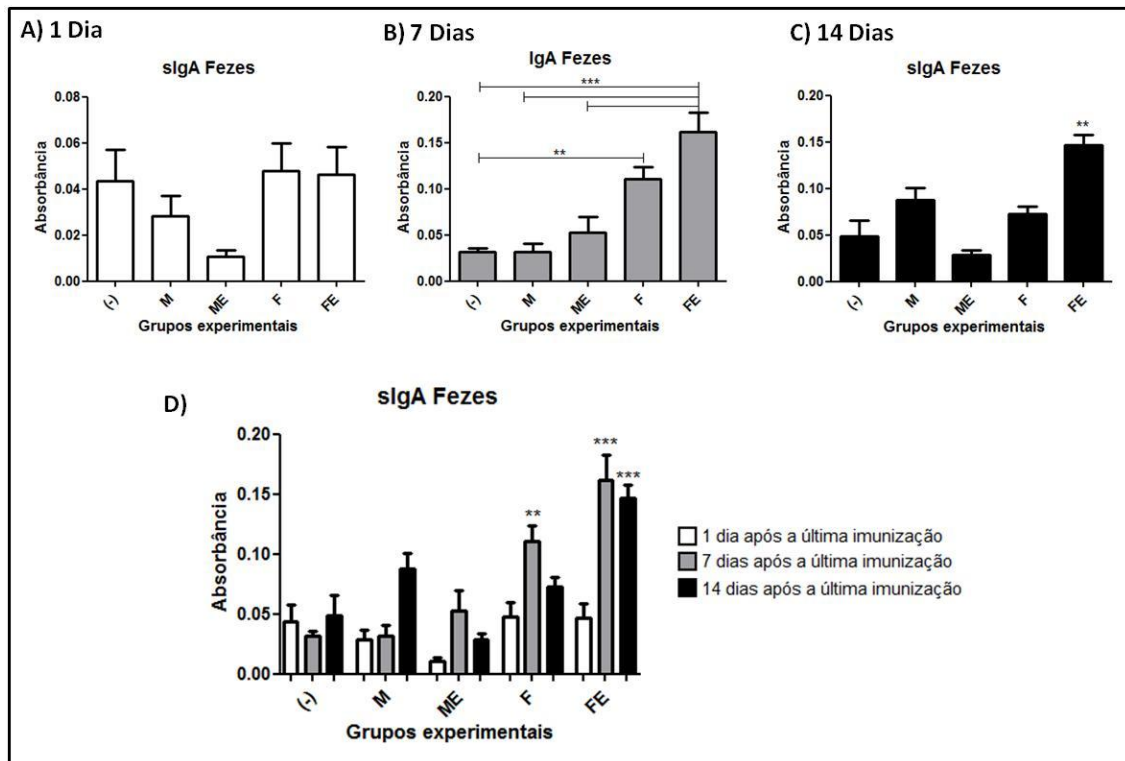 A) 1 Dia
sIgA Fezes
0.08
0.06
0.04
0.02
0.00
Absorbância
(-) M ME F FE
Grupos experimentais
B) 7 Dias
IgA Fezes
0.20
0.15
0.10
0.05
0.00
Absorbância
***
**
(-) M ME F FE
Grupos experimentais
C) 14 Dias
sIgA Fezes
0.20
0.15
0.10
0.05
0.00
Absorbância
**
(-) M ME F FE
Grupos experimentais
D)
sIgA Fezes
0.20
0.15
0.10
0.05
0.00
Absorbância
**
***
***
(-) M ME F FE
Grupos experimentais
1 dia após a última imunização
7 dias após a última imunização
14 dias após a última imunização